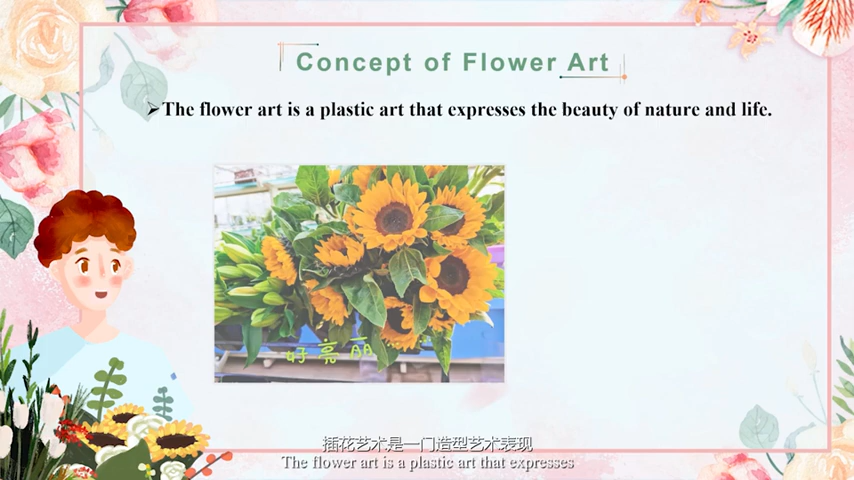 Concept of Flower Art
➢The flower art is a plastic art that expresses the beauty of nature and life.
好亮丽
插花艺术是一门造型艺术表现
The flower art is a plastic art that expresses